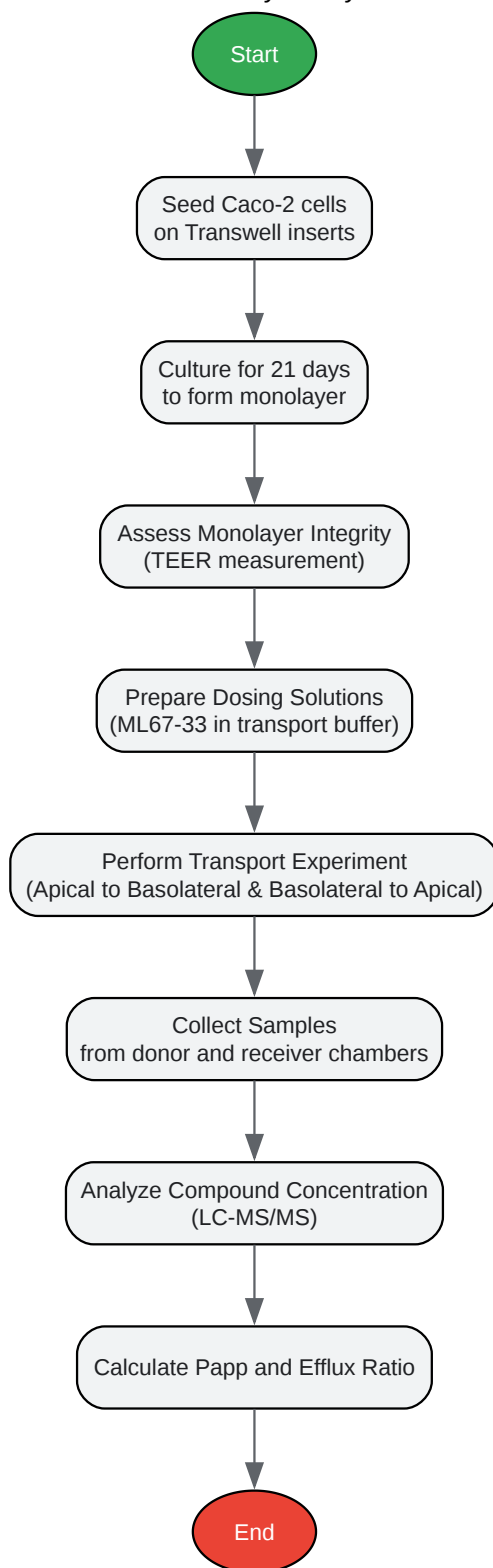 Start
Seed Caco-2 cells
on Transwell inserts
Culture for 21 days
to form monolayer
Assess Monolayer Integrity
(TEER measurement)
Prepare Dosing Solutions
(ML67-33 in transport buffer)
Perform Transport Experiment
(Apical to Basolateral & Basolateral to Apical)
Collect Samples
from donor and receiver chambers
Analyze Compound Concentration
(LC-MS/MS)
Calculate Papp and Efflux Ratio
End